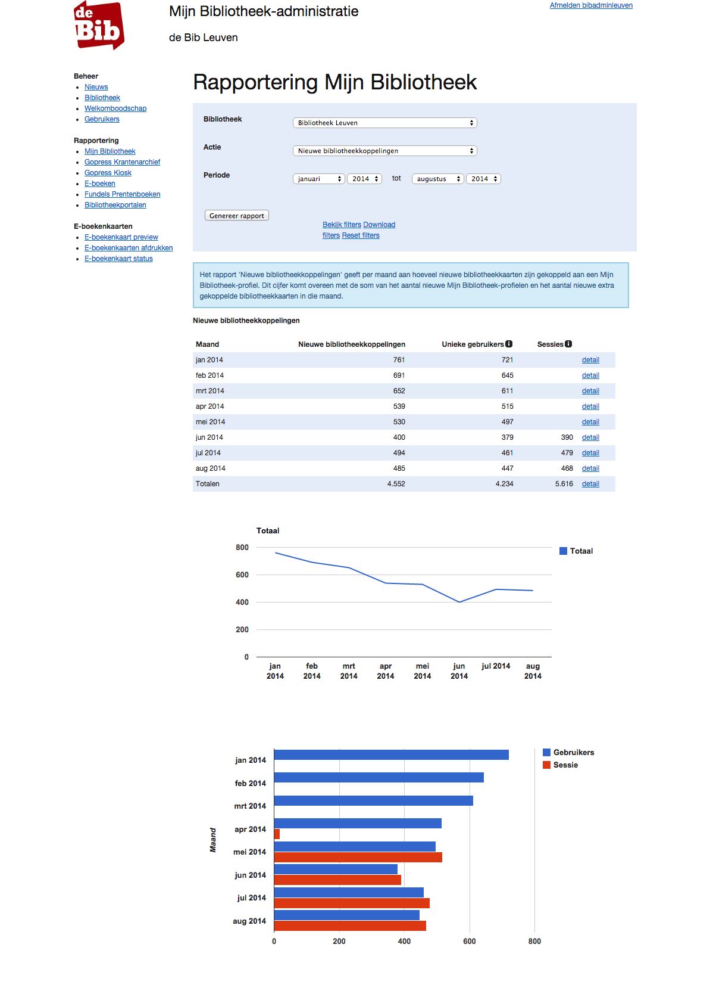 de
Bib
Mijn Bibliotheek-administratie
Afmelden bibadminleuven
de Bib Leuven
Beheer
Nieuws
Bibliotheek
Welkomboodschap
Gebruikers
Rapportering
Mijn Bibliotheek
Gopress Krantenarchief
Gopress Kiosk
E-boeken
Fundels Prentenboeken
Bibliotheekportalen
E-boekenkaarten
E-boekenkaart preview
E-boekenkaarten afdrukken
E-boekenkaart status
Rapportering Mijn Bibliotheek
Bibliotheek Bibliotheek Leuven
Actie Nieuwe bibliotheekkoppelingen
Periode januari 2014 tot augustus 2014
Genereer rapport
Bekijk filters Download
filters Reset filters
Het rapport 'Nieuwe bibliotheekkoppelingen' geeft per maand aan hoeveel nieuwe bibliotheekkaarten zijn gekoppeld aan een Mijn
Bibliotheek-profiel. Dit cijfer komt overeen met de som van het aantal nieuwe Mijn Bibliotheek-profielen en het aantal nieuwe extra
gekoppelde bibliotheekkaarten in die maand.
Nieuwe bibliotheekkoppelingen
Maand Nieuwe bibliotheekkoppelingen Unieke gebruikers i Sessies i
jan 2014 761 721 detail
feb 2014 691 645 detail
mrt 2014 652 611 detail
apr 2014 539 515 detail
mei 2014 530 497 detail
jun 2014 400 379 390 detail
jul 2014 494 461 479 detail
aug 2014 485 447 468 detail
Totalen 4.552 4.234 5.616 detail
Totaal
800
600
400
200
0
jan feb mrt apr mei jun jul 2014 aug
2014 2014 2014 2014 2014 2014 2014
Totaal
Maand
jan 2014
feb 2014
mrt 2014
apr 2014
mei 2014
jun 2014
jul 2014
aug 2014
0 200 400 600 800
Gebruikers
Sessie